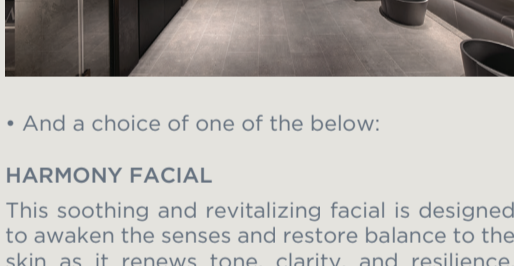 • And a choice of one of the below:
HARMONY FACIAL
This soothing and revitalizing facial is designed
to awaken the senses and restore balance to the
skin as it renews tone, clarity, and resilience.